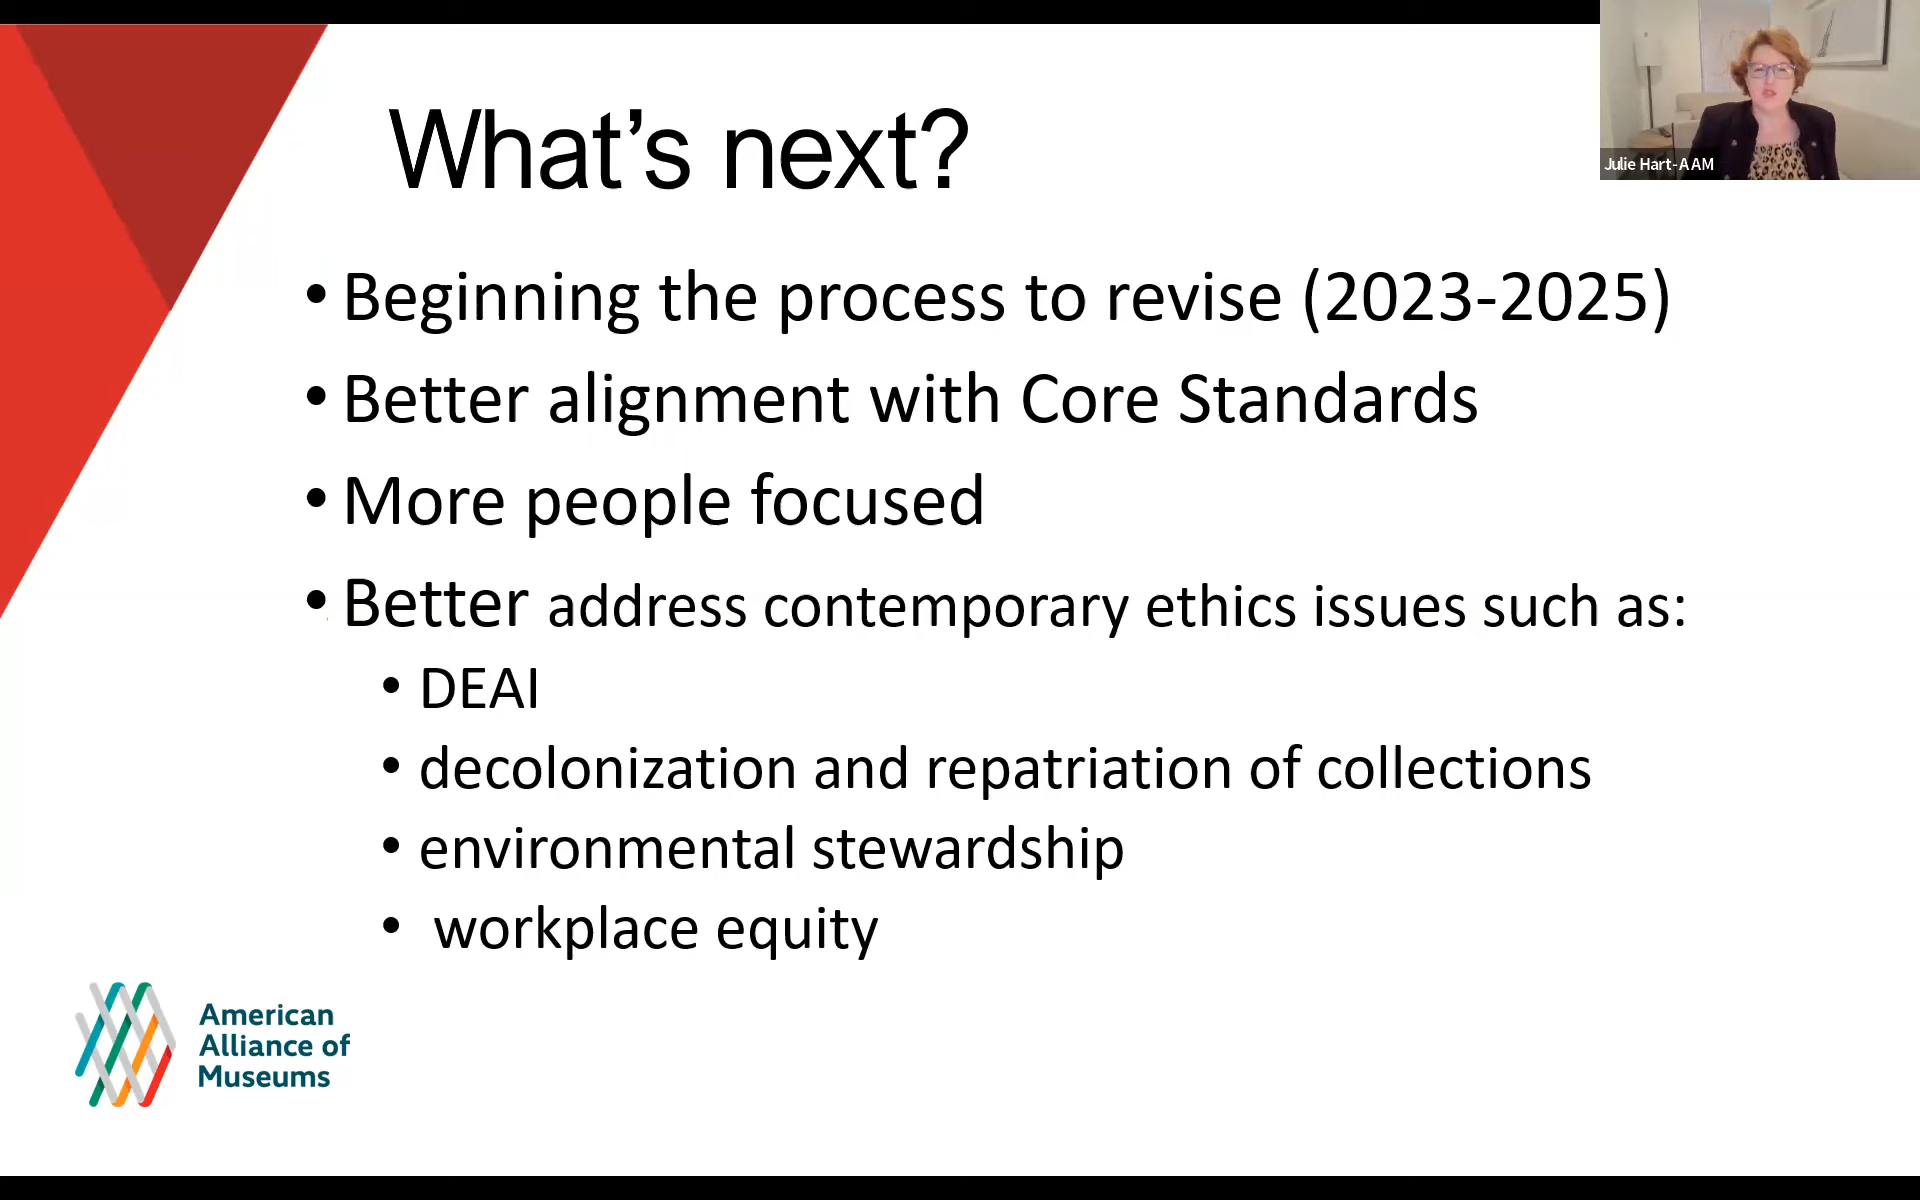 What’s next?
Julie Hart-AAM
• Beginning the process to revise (2023-2025)
• Better alignment with Core Standards
• More people focused
• Better address contemporary ethics issues such as:
• DEAI
• decolonization and repatriation of collections
• environmental stewardship
• workplace equity
American
Alliance of
Museums